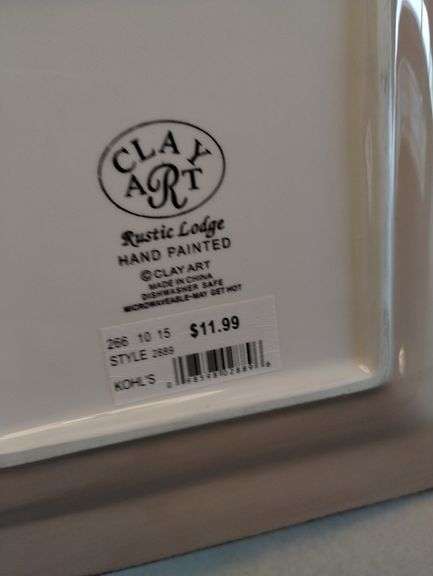 CLAY
ART
Rustic Lodge
HAND PAINTED
© CLAY ART
MADE IN CHINA
DISHWASHER SAFE
MICROWAVEABLE-MAY GET HOT
266 10 15 $11.99
STYLE 2889
KOHL'S